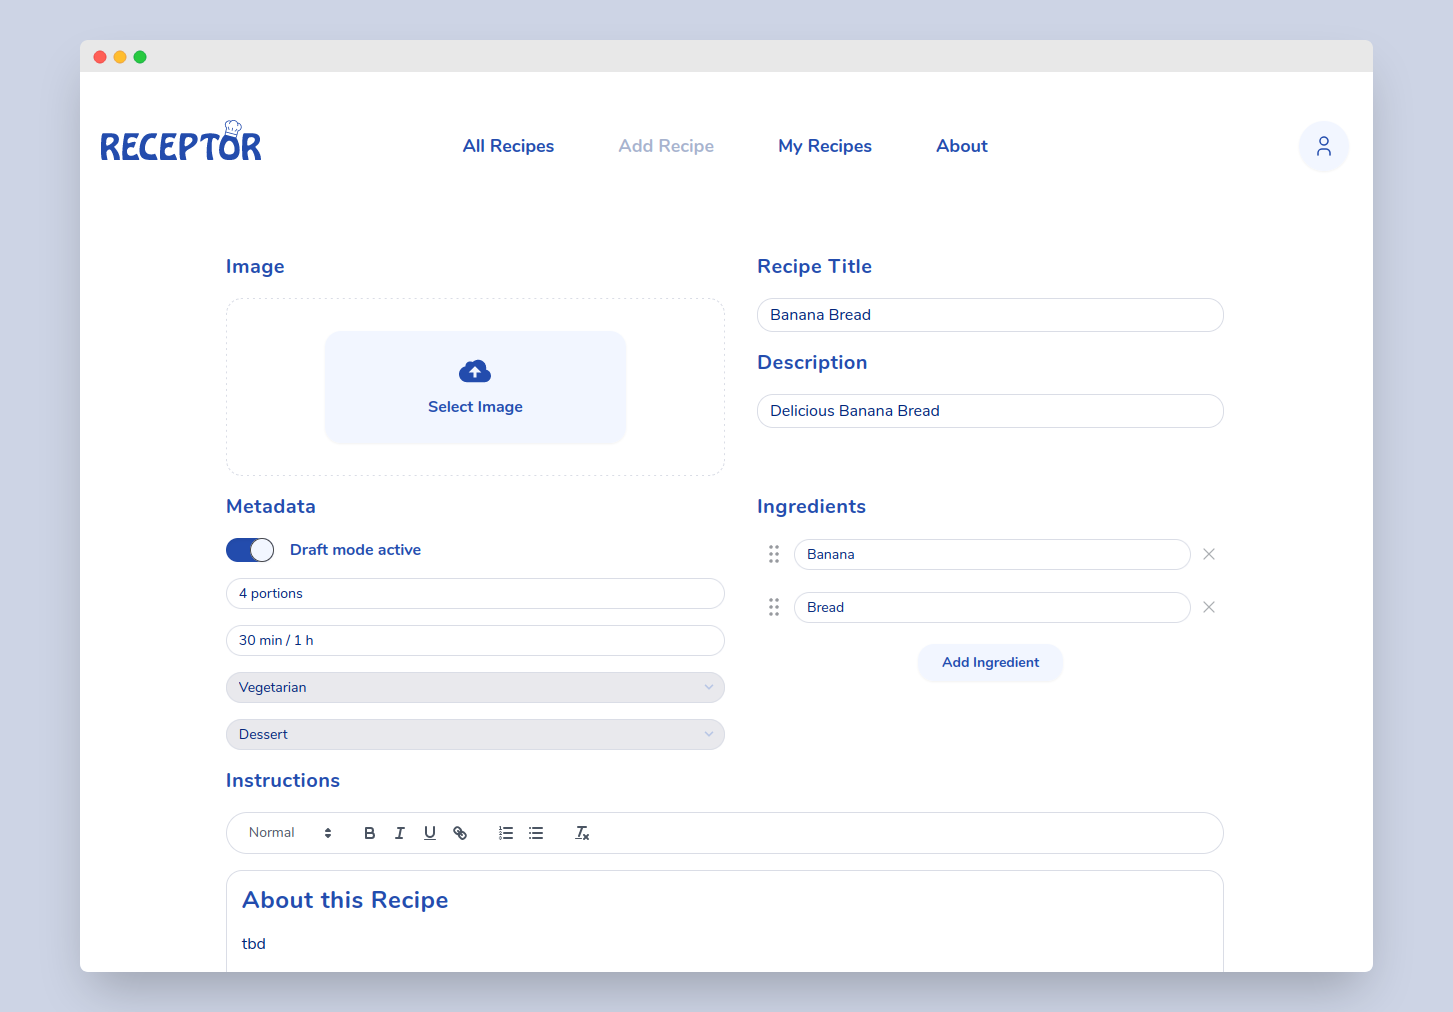 RECEPTOR
All Recipes
Add Recipe
My Recipes
About
Image
Select Image
Recipe Title
Banana Bread
Description
Delicious Banana Bread
Metadata
Draft mode active
4 portions
30 min / 1 h
Vegetarian
Dessert
Ingredients
Banana
Bread
Add Ingredient
Instructions
Normal
About this Recipe
tbd